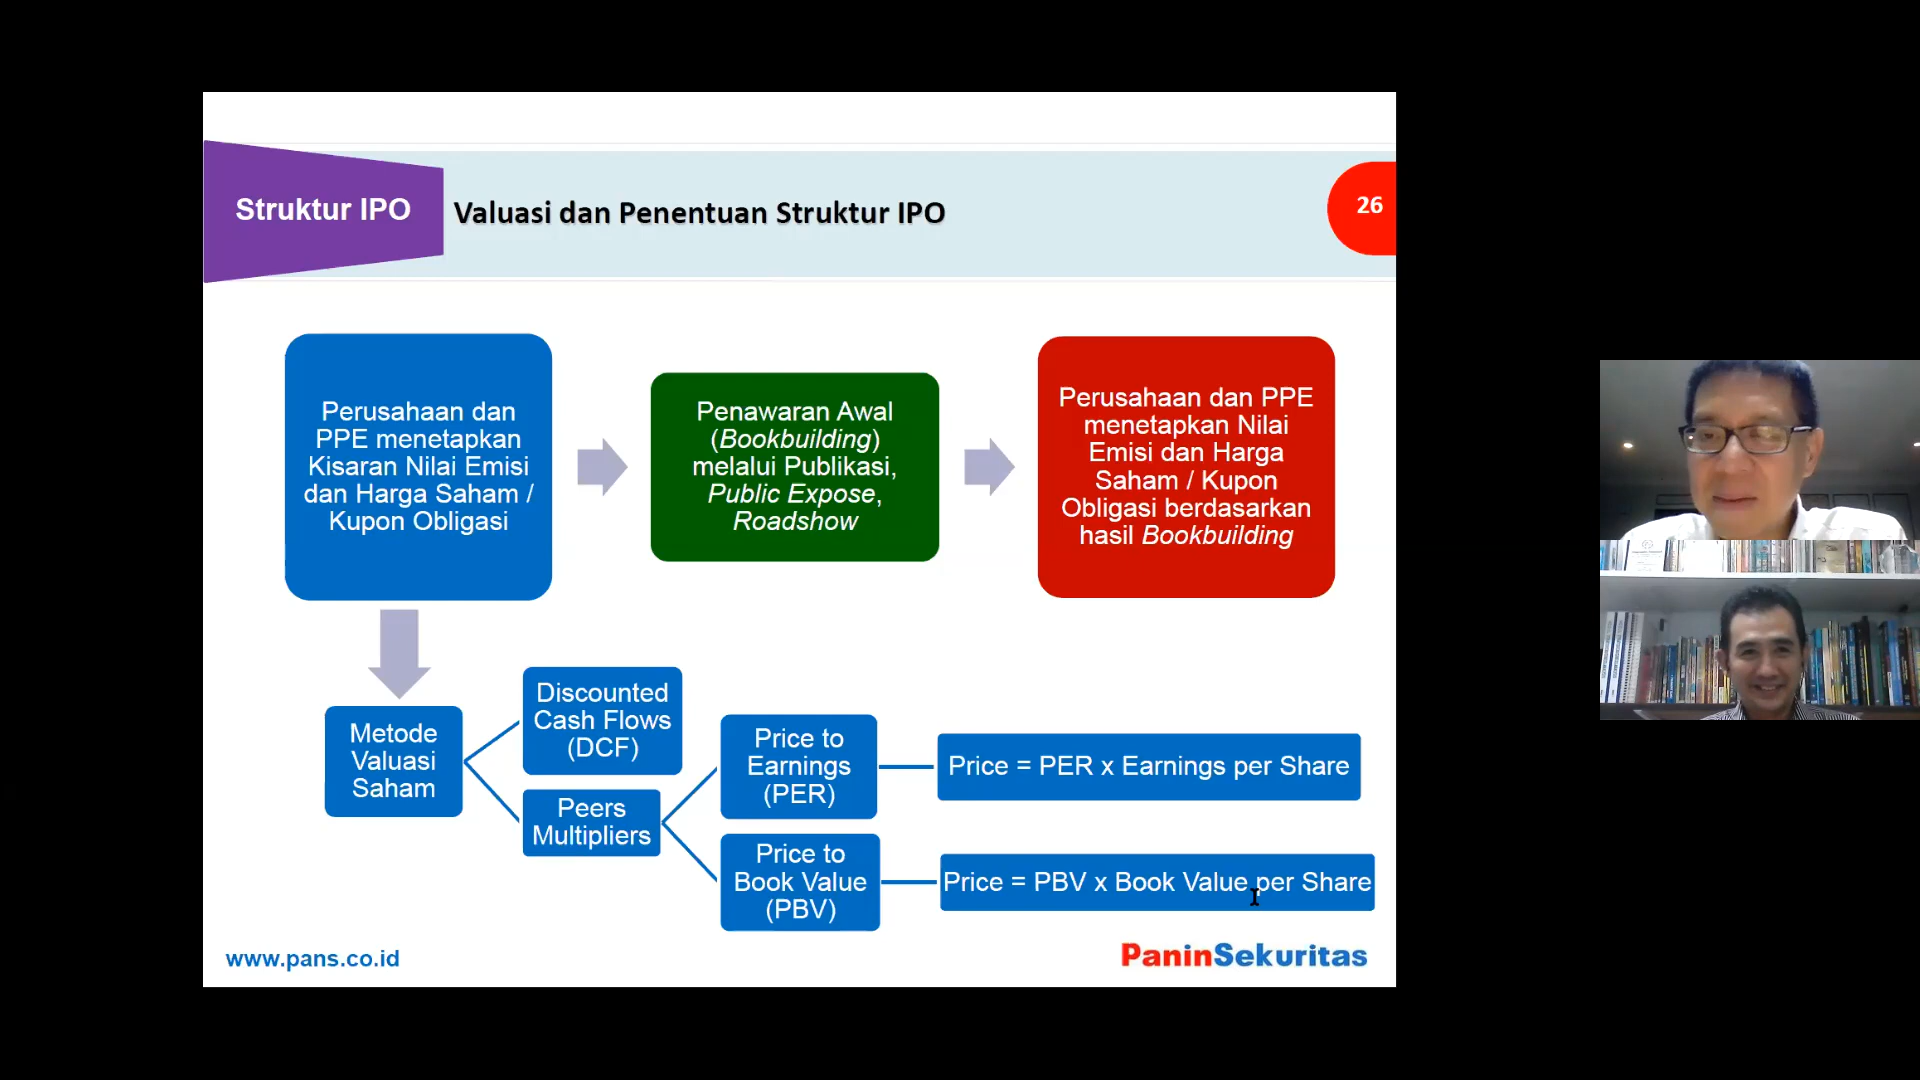 Struktur IPO
Valuasi dan Penentuan Struktur IPO
26
Perusahaan dan
PPE menetapkan
Kisaran Nilai Emisi
dan Harga Saham /
Kupon Obligasi
Penawaran Awal
(Bookbuilding)
melalui Publikasi,
Public Expose,
Roadshow
Perusahaan dan PPE
menetapkan Nilai
Emisi dan Harga
Saham / Kupon
Obligasi berdasarkan
hasil Bookbuilding
Metode
Valuasi
Saham
Discounted
Cash Flows
(DCF)
Peers
Multipliers
Price to
Earnings
(PER)
Price = PER x Earnings per Share
Price to
Book Value
(PBV)
Price = PBV x Book Value per Share
www.pans.co.id
PaninSekuritas